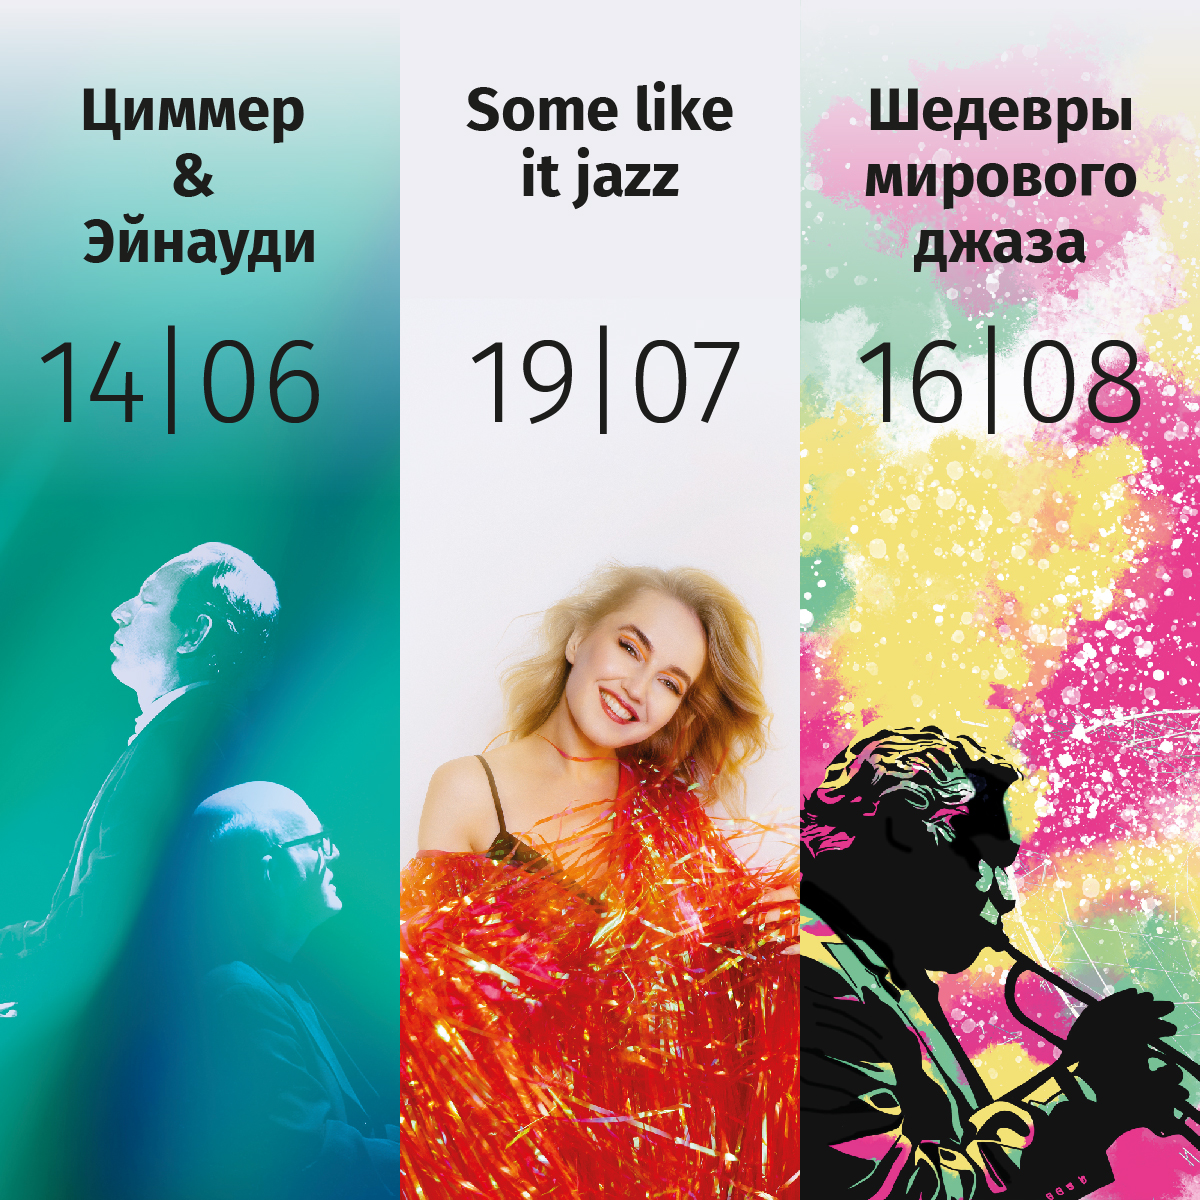 Циммер
&
Эйнауди
14|06
Some like
it jazz
19|07
Шедевры
мирового
джаза
16|08